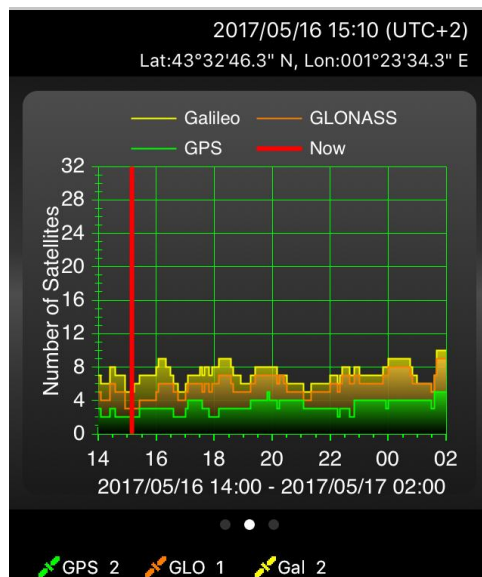 2017/05/16 15:10 (UTC+2)
Lat:43°32'46.3" N, Lon:001°23'34.3" E
Galileo GLONASS
GPS Now
Number of Satellites
32
28
24
20
16
12
8
4
0
14 16 18 20 22 00 02
2017/05/16 14:00 - 2017/05/17 02:00
GPS 2 GLO 1 Gal 2